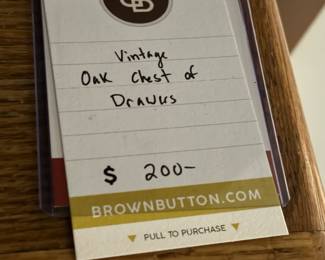 Vintage
Oak Chest of
Drawers
$ 200-
BROWNBUTTON.COM
PULL TO PURCHASE